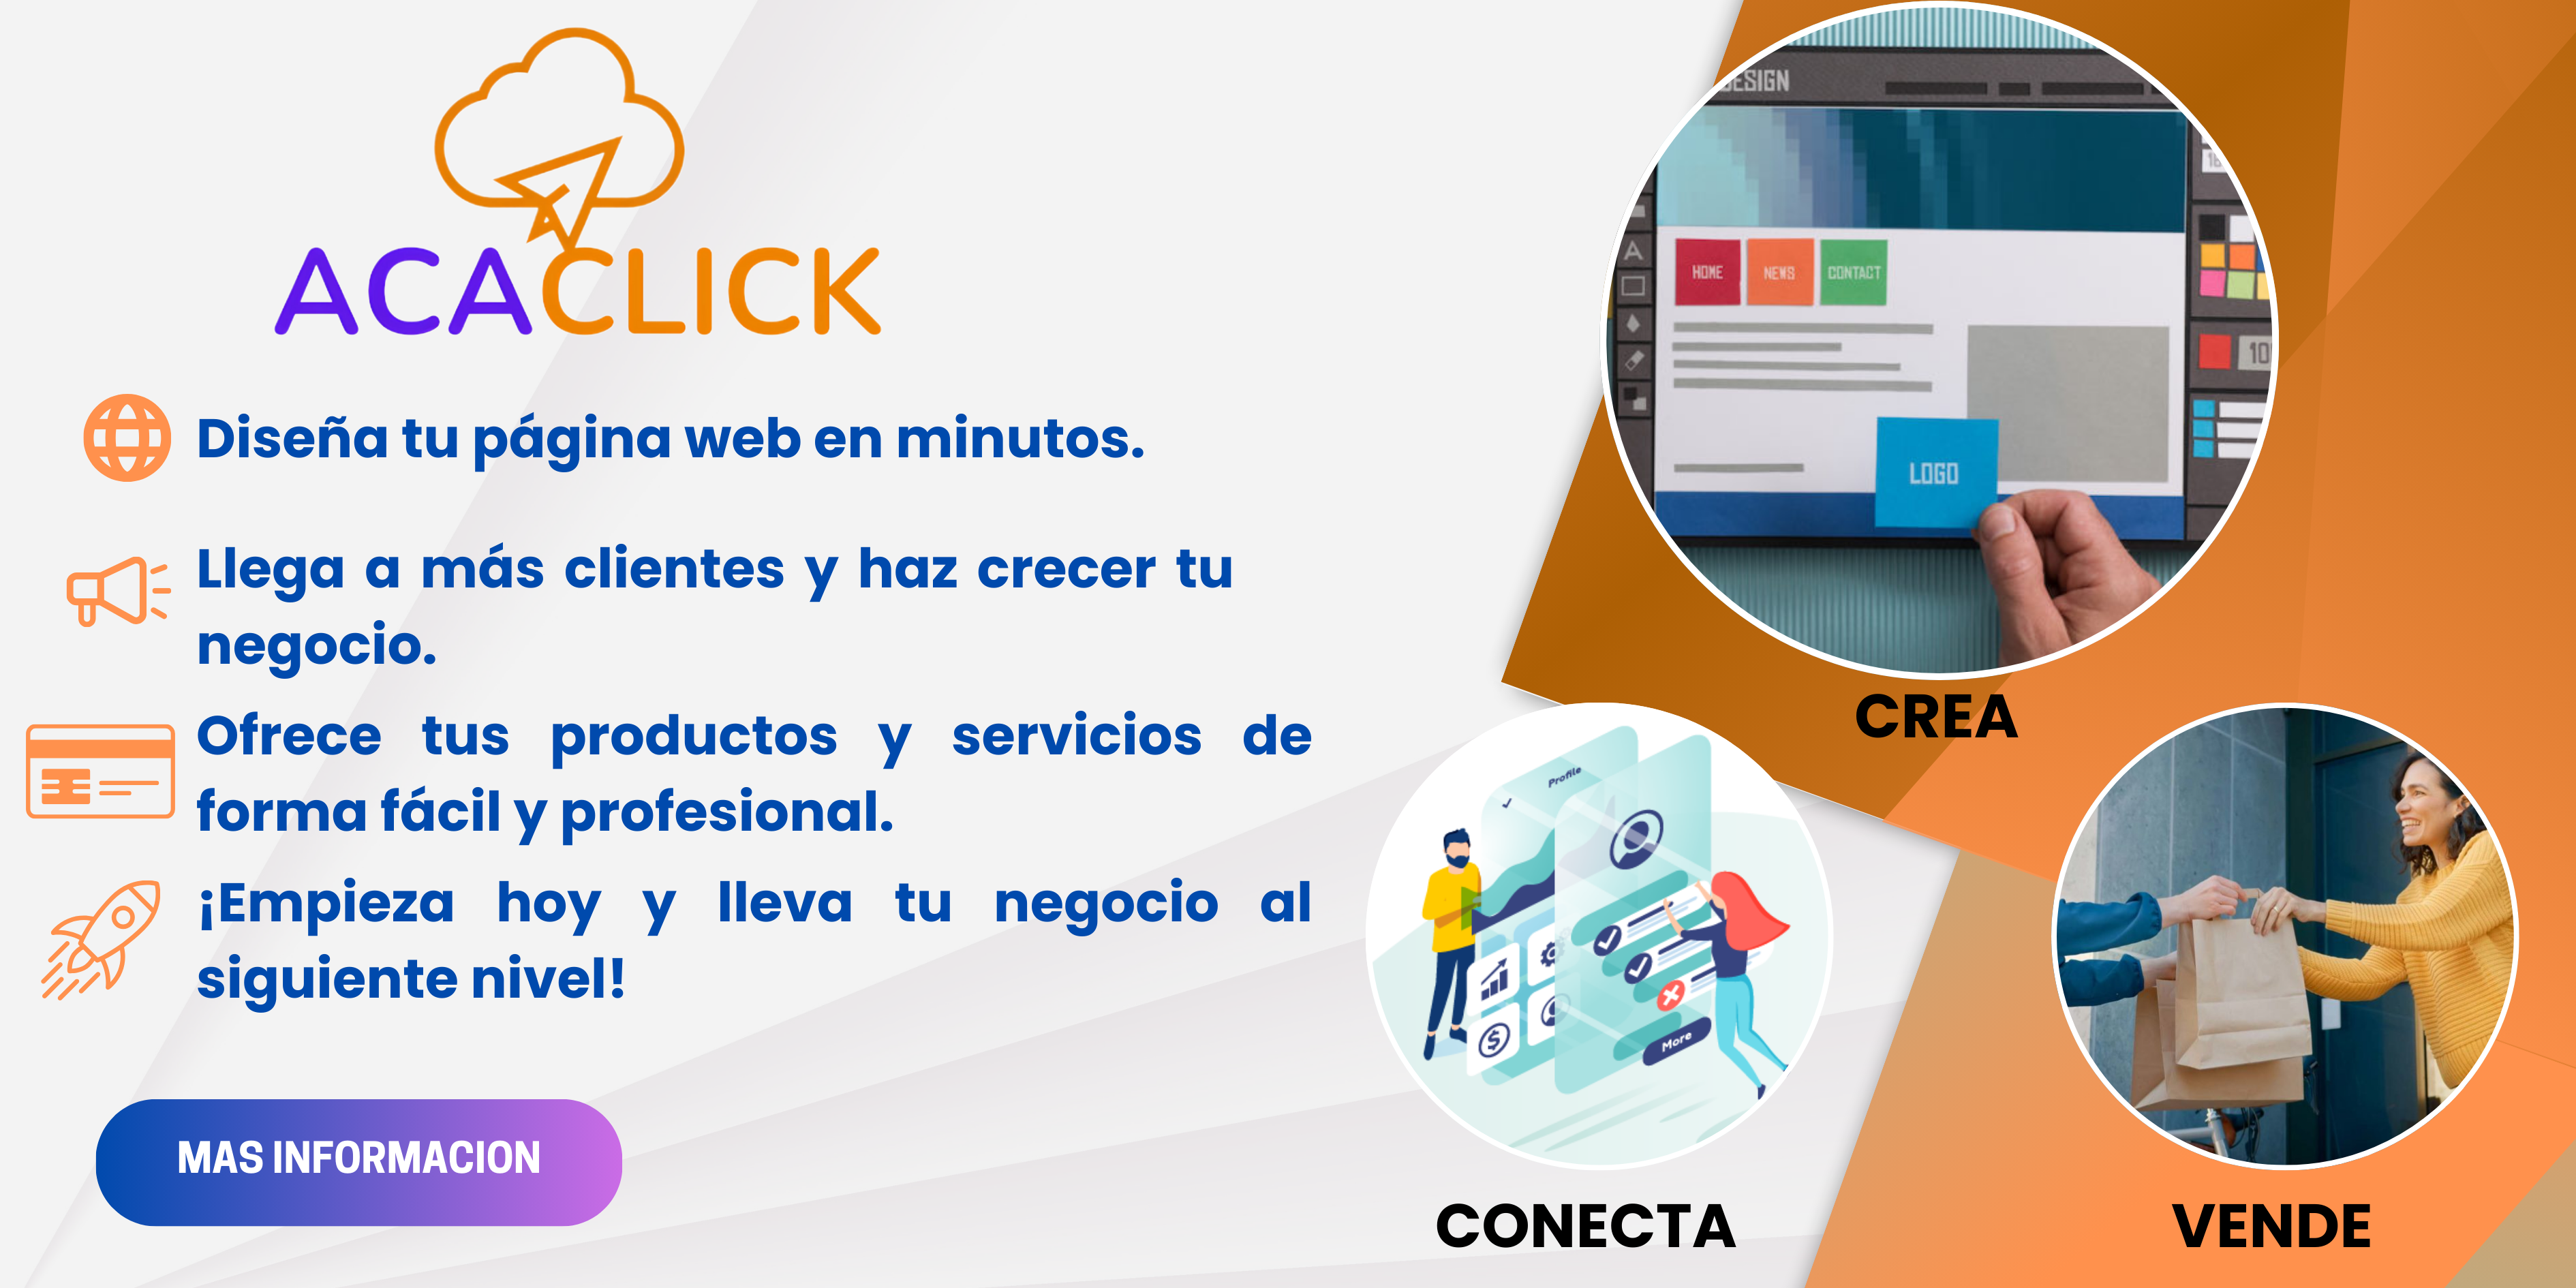 ACACLICK
Diseña tu página web en minutos.
Llega a más clientes y haz crecer tu
negocio.
Ofrece tus productos y servicios de
forma fácil y profesional.
¡Empieza hoy y lleva tu negocio al
siguiente nivel!
MAS INFORMACION
DESIGN
HOME
NEWS
CONTACT
LOGO
10
CREA
Profile
More
CONECTA
VENDE